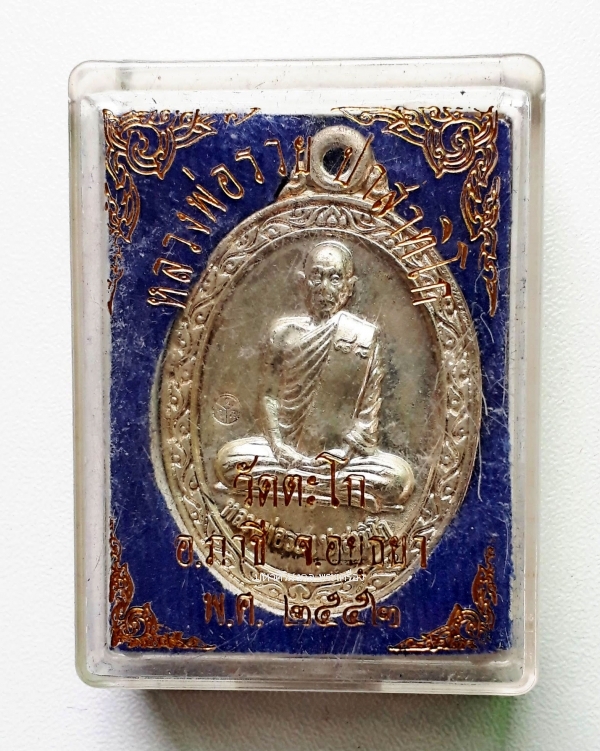 หลวงพ่อรวย ปาสาทิโก
วัดตะโก
อ.ภาชี จ.อยุธยา
พ.ศ. ๒๕๕๒